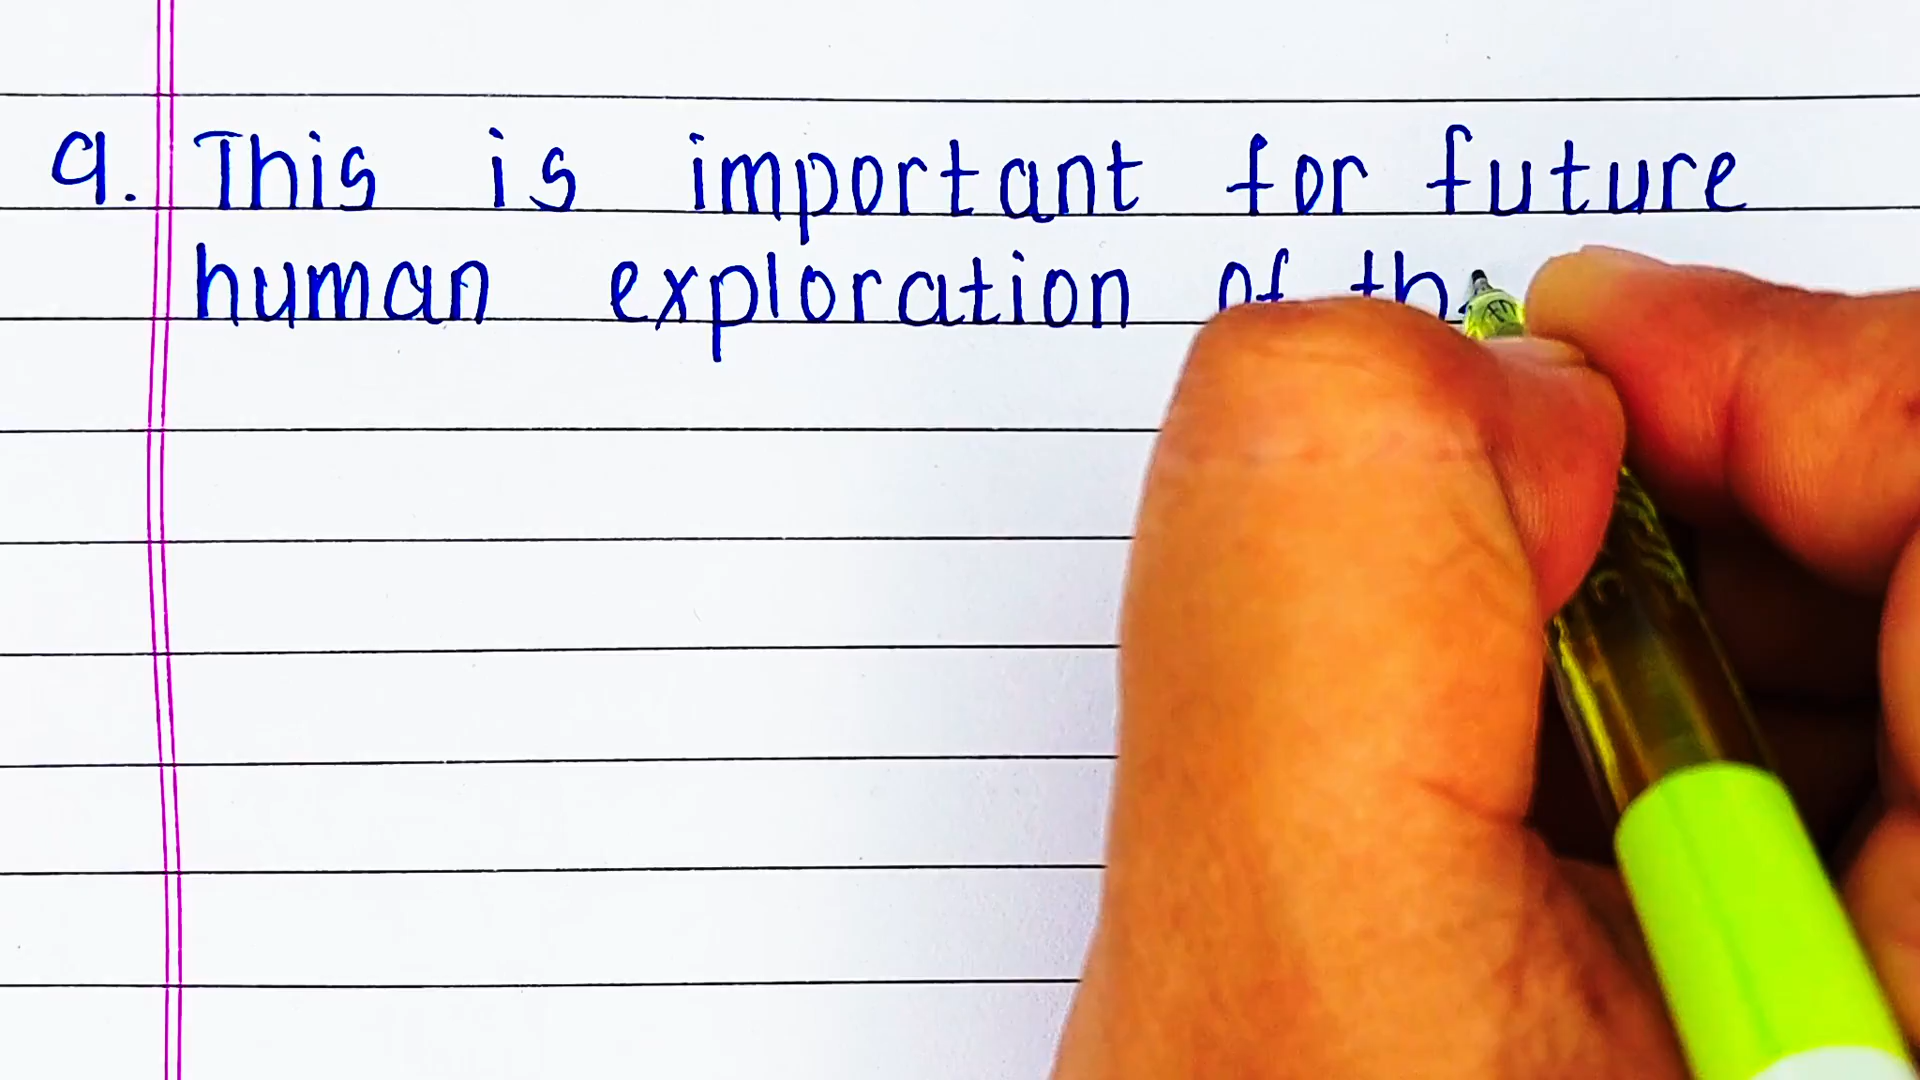 9. This is important for future
human exploration of th